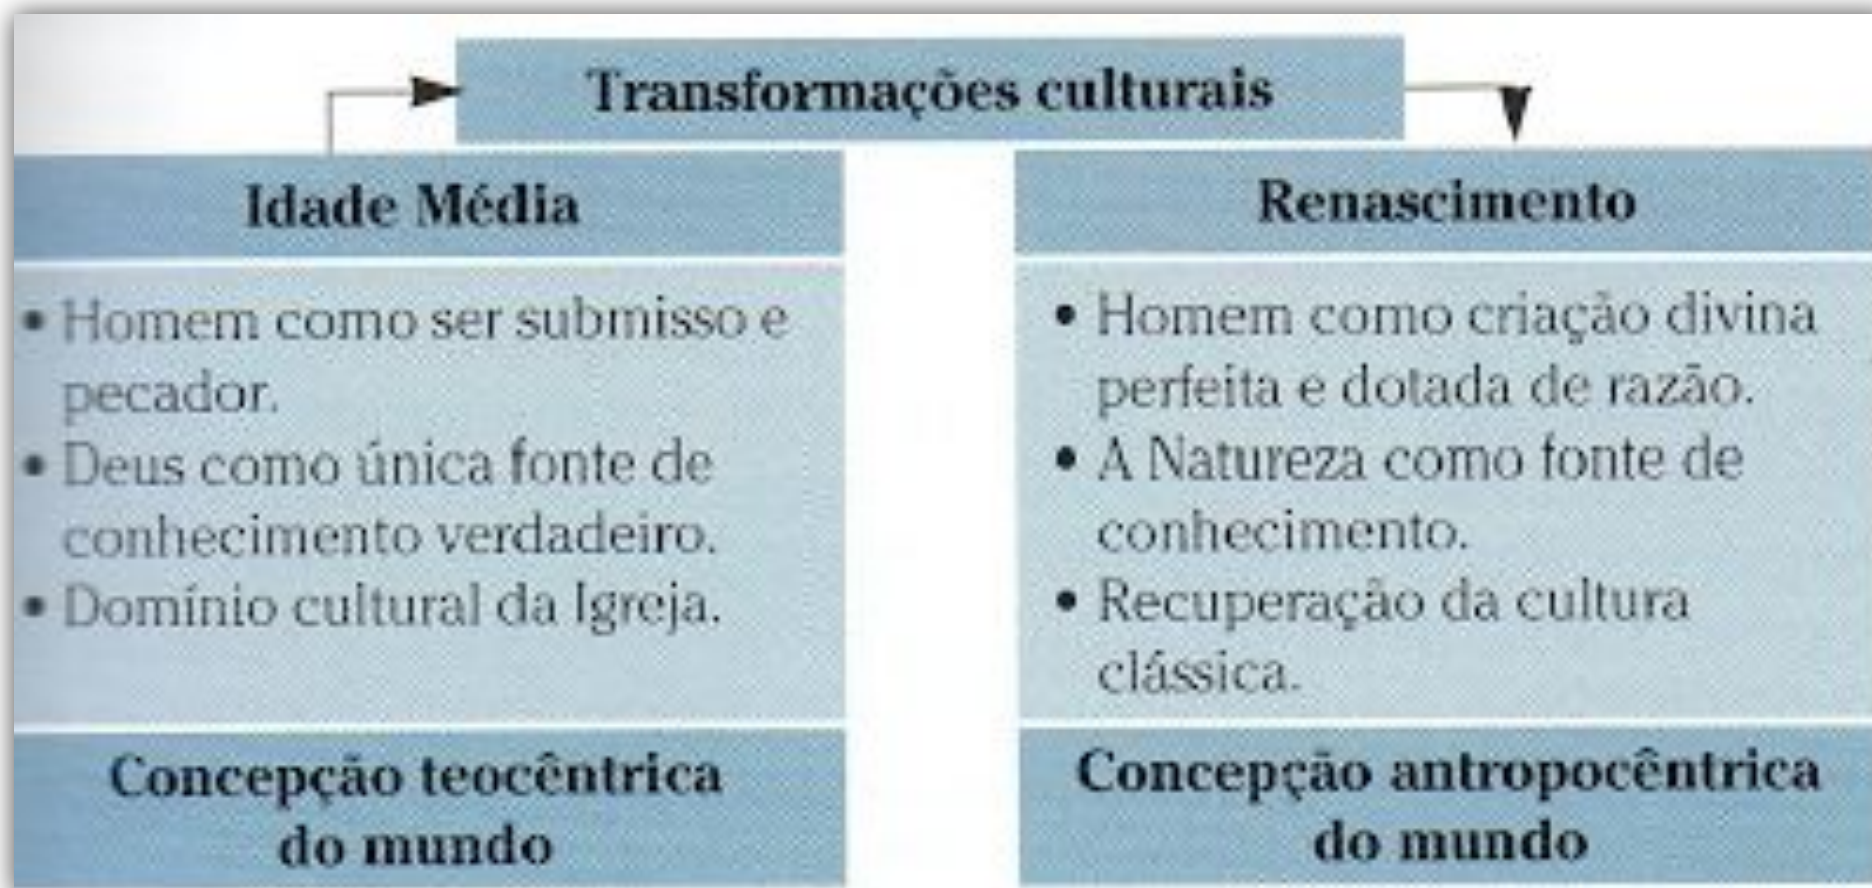 Transformações culturais
Idade Média
• Homem como ser submisso e
pecador.
• Deus como única fonte de
conhecimento verdadeiro.
• Domínio cultural da Igreja.
Concepção teocêntrica
do mundo
Renascimento
• Homem como criação divina
perfeita e dotada de razão.
• A Natureza como fonte de
conhecimento.
• Recuperação da cultura
clássica.
Concepção antropocêntrica
do mundo